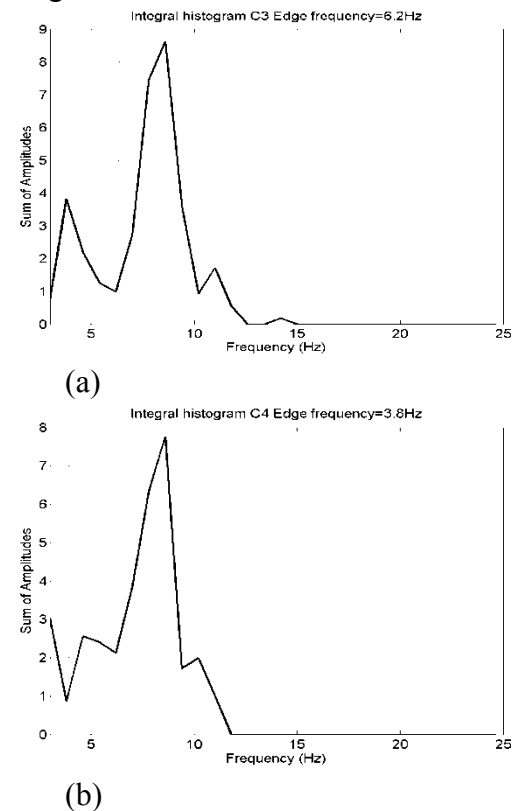 Integral histogram C3 Edge frequency=6.2Hz
9
8
7
6
5
4
3
2
1
0
Sum of Amplitudes
5 10 15 20 25
Frequency (Hz)
(a)
Integral histogram C4 Edge frequency=3.8Hz
8
7
6
5
4
3
2
1
0
Sum of Amplitudes
5 10 15 20 25
Frequency (Hz)
(b)